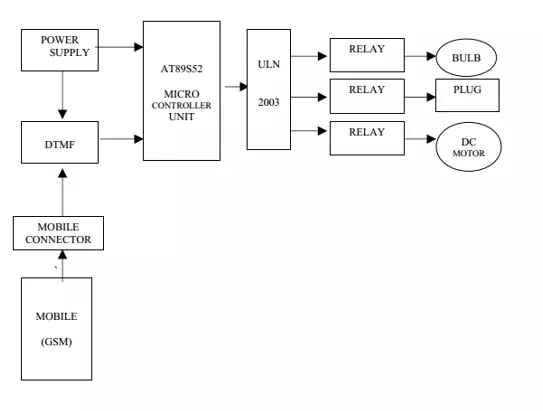 POWER
SUPPLY
DTMF
MOBILE
CONNECTOR
MOBILE
(GSM)
AT89S52
MICRO
CONTROLLER
UNIT
ULN
2003
RELAY
BULB
RELAY
PLUG
RELAY
DC
MOTOR